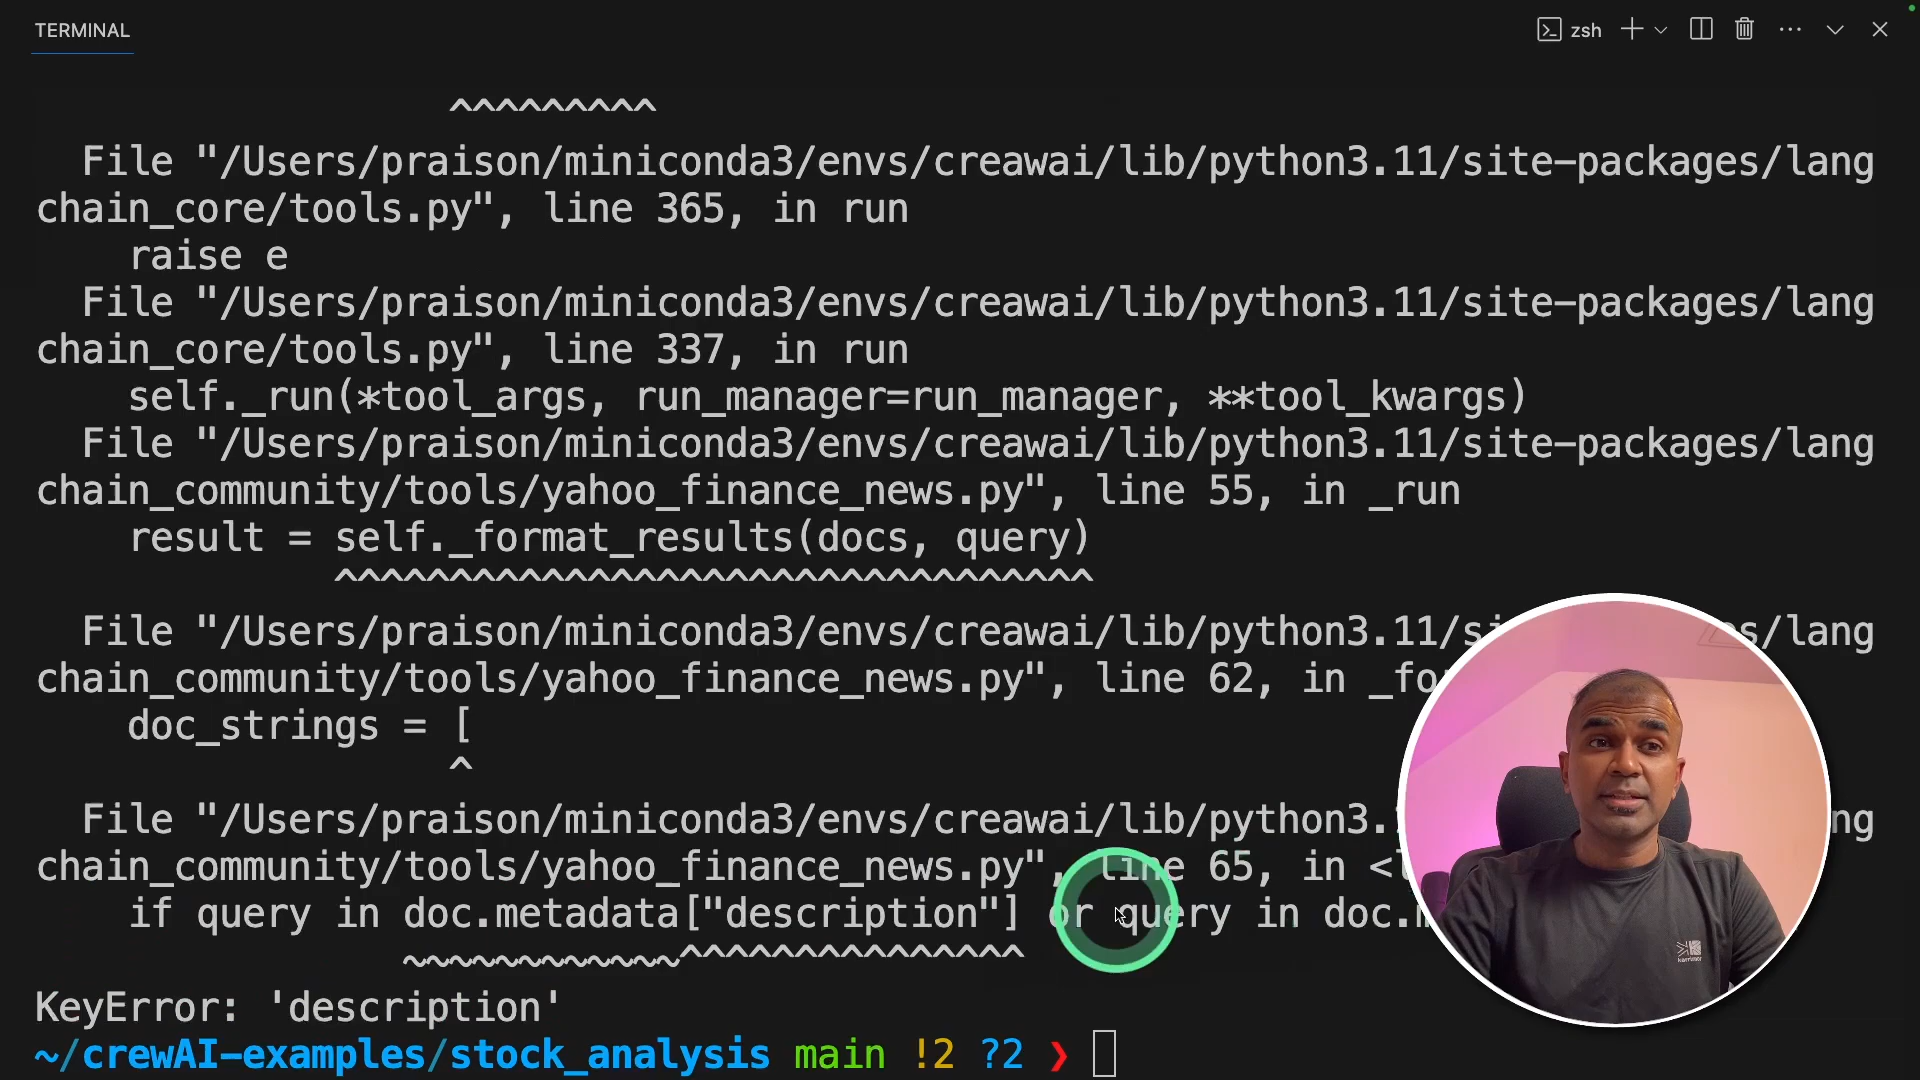 TERMINAL
zsh
^^^^^^^^^
File "/Users/praison/miniconda3/envs/creawai/lib/python3.11/site-packages/lang
chain_core/tools.py", line 365, in run
raise e
File "/Users/praison/miniconda3/envs/creawai/lib/python3.11/site-packages/lang
chain_core/tools.py", line 337, in run
self._run(*tool_args, run_manager=run_manager, **tool_kwargs)
File "/Users/praison/miniconda3/envs/creawai/lib/python3.11/site-packages/lang
chain_community/tools/yahoo_finance_news.py", line 55, in _run
result = self._format_results(docs, query)
^^^^^^^^^^^^^^^^^^^^^^^^^^^^^^^^^
File "/Users/praison/miniconda3/envs/creawai/lib/python3.11/si es/lang
chain_community/tools/yahoo_finance_news.py", line 62, in _fo
doc_strings = [
^
File "/Users/praison/miniconda3/envs/creawai/lib/python3. ng
chain_community/tools/yahoo_finance_news.py", line 65, in <l
if query in doc.metadata["description"] or query in doc.m
~~~~~~~~~~~~^^^^^^^^^^^^^^^
KeyError: 'description'
~/crewAI-examples/stock_analysis main !2 ?2 ❯